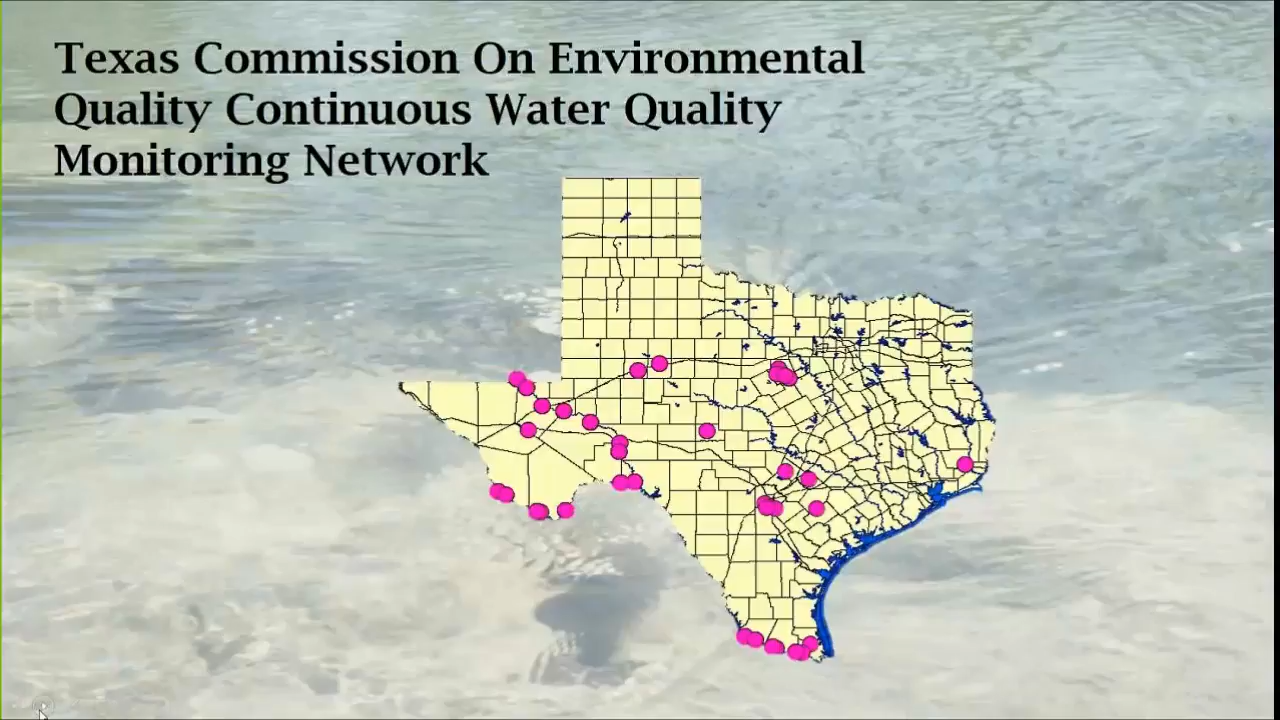 Texas Commission On Environmental
Quality Continuous Water Quality
Monitoring Network